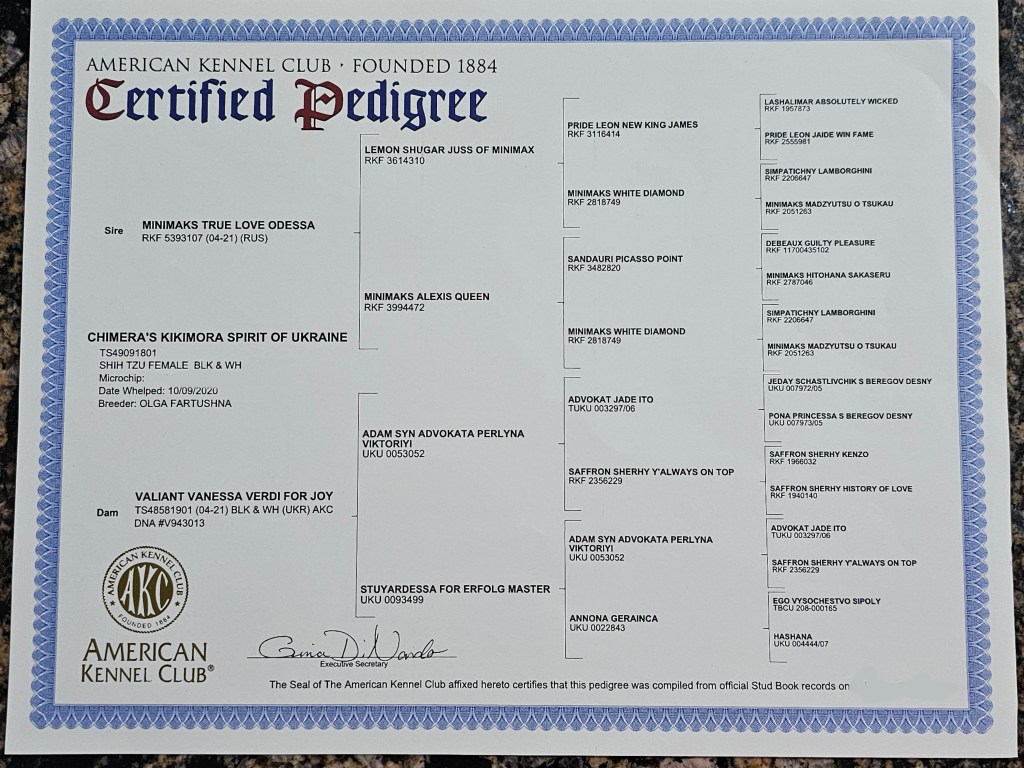 AMERICAN KENNEL CLUB · FOUNDED 1884
Certified Pedigree
Sire
MINIMAKS TRUE LOVE ODESSA
RKF 5393107 (04-21) (RUS)
CHIMERA'S KIKIMORA SPIRIT OF UKRAINE
TS49091801
SHIH TZU FEMALE BLK & WH
Microchip:
Date Whelped: 10/09/2020
Breeder: OLGA FARTUSHNA
Dam
VALIANT VANESSA VERDI FOR JOY
TS48581901 (04-21) BLK & WH (UKR) AKC
DNA #V943013
LEMON SHUGAR JUSS OF MINIMAX
RKF 3614310
MINIMAKS ALEXIS QUEEN
RKF 3994472
ADAM SYN ADVOKATA PERLYNA
VIKTORIYI
UKU 0053052
STUYARDESSA FOR ERFOLG MASTER
UKU 0093499
PRIDE LEON NEW KING JAMES
RKF 3116414
MINIMAKS WHITE DIAMOND
RKF 2818749
SANDAURI PICASSO POINT
RKF 3482820
MINIMAKS WHITE DIAMOND
RKF 2818749
ADVOKAT JADE ITO
TUKU 003297/06
SAFFRON SHERHY Y'ALWAYS ON TOP
RKF 2356229
ADAM SYN ADVOKATA PERLYNA
VIKTORIYI
UKU 0053052
ANNONA GERAINCA
UKU 0022843
LASHALIMAR ABSOLUTELY WICKED
RKF 1957873
PRIDE LEON JAIDE WIN FAME
RKF 2555981
SIMPATICHNY LAMBORGHINI
RKF 2206647
MINIMAKS MADZYUTSU O TSUKAU
RKF 2051263
DEBEAUX GUILTY PLEASURE
RKF 11700435102
MINIMAKS HITOHANA SAKASERU
RKF 2787046
SIMPATICHNY LAMBORGHINI
RKF 2206647
MINIMAKS MADZYUTSU O TSUKAU
RKF 2051263
JEDAY SCHASTLIVCHIK S BEREGOV DESNY
UKU 007972/05
PONA PRINCESSA S BEREGOV DESNY
UKU 007973/05
SAFFRON SHERHY KENZO
RKF 1966032
SAFFRON SHERHY HISTORY OF LOVE
RKF 1940140
ADVOKAT JADE ITO
TUKU 003297/06
SAFFRON SHERHY Y'ALWAYS ON TOP
RKF 2356229
EGO VYSOCHESTVO SIPOLY
TBCU 208-000165
HASHANA
UKU 004444/07
AMERICAN KENNEL CLUB
AKC
FOUNDED 1884
AMERICAN
KENNEL CLUB®
Gina DiNardo
Executive Secretary
The Seal of The American Kennel Club affixed hereto certifies that this pedigree was compiled from official Stud Book records on